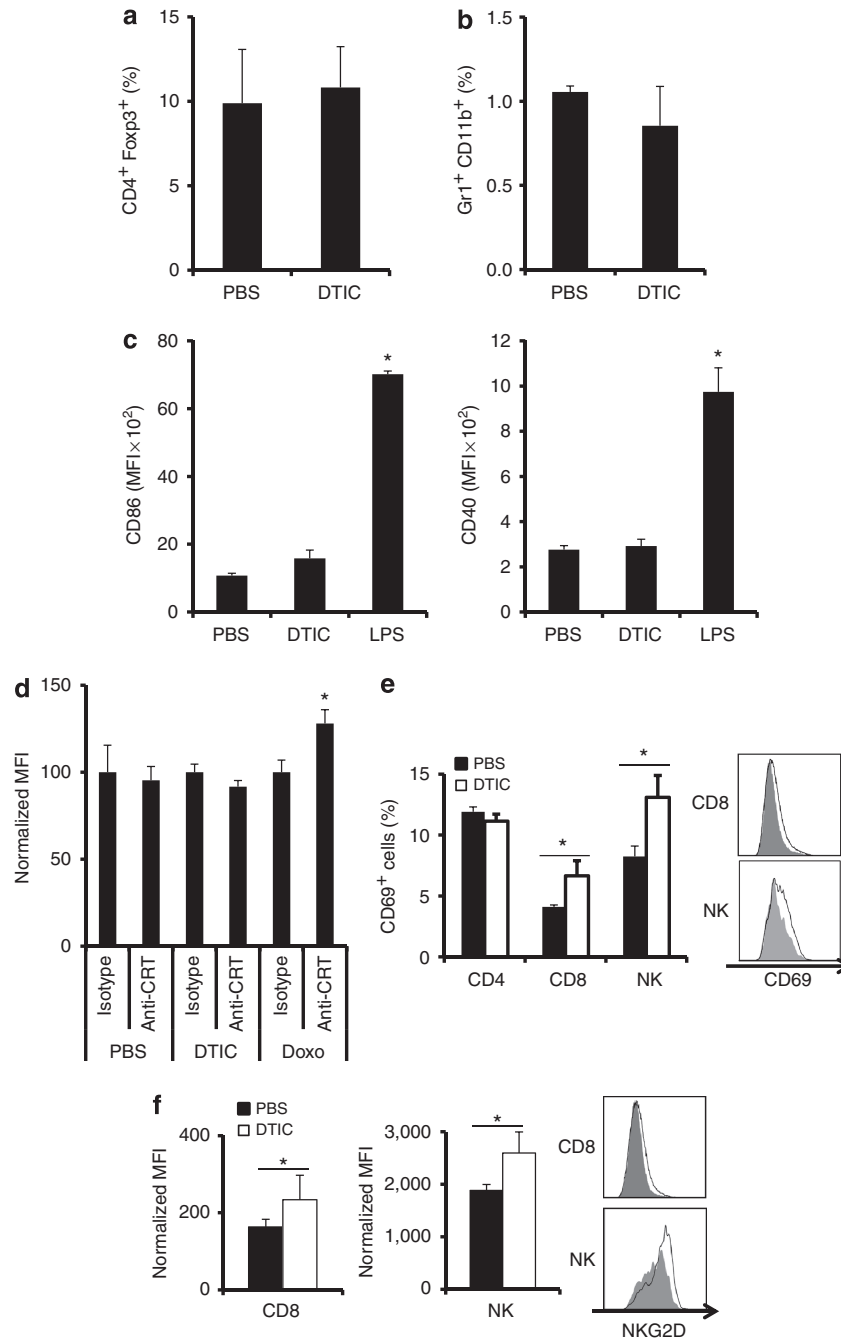 a
CD4+ Foxp3+ (%)
15
10
5
0
PBS
DTIC
b
Gr1+ CD11b+ (%)
1.5
1.0
0.5
0.0
PBS
DTIC
c
CD86 (MFI×10²)
80
60
40
20
0
PBS
DTIC
LPS
*
CD40 (MFI×10²)
12
10
8
6
4
2
0
PBS
DTIC
LPS
*
d
Normalized MFI
150
100
50
0
*
Isotype
Anti-CRT
Isotype
Anti-CRT
Isotype
Anti-CRT
PBS
DTIC
Doxo
e
PBS
DTIC
CD69+ cells (%)
15
10
5
0
*
*
CD4
CD8
NK
CD8
NK
CD69
f
PBS
DTIC
Normalized MFI
400
200
0
*
CD8
Normalized MFI
3,000
2,000
1,000
0
*
NK
CD8
NK
NKG2D